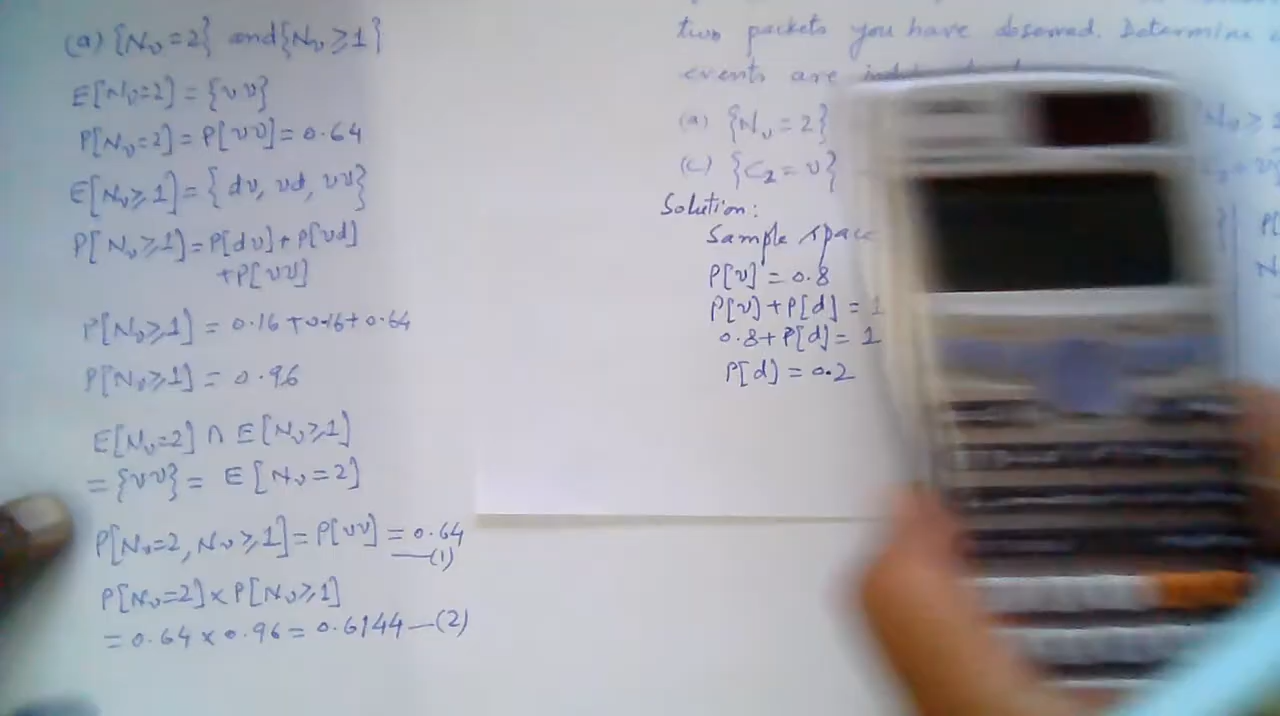 (a) {Nv=2} and {Nv≥1}
E[Nv=2] = {vv}
P[Nv=2] = P[vv] = 0.64
E[Nv≥1] = {dv, vd, vv}
P[Nv≥1] = P[dv] + P[vd]
+ P[vv]
P[Nv≥1] = 0.16 + 0.16 + 0.64
P[Nv≥1] = 0.96
E[Nv=2] ∩ E[Nv≥1]
= {vv} = E[Nv=2]
P[Nv=2, Nv≥1] = P[vv] = 0.64
—(1)
P[Nv=2] × P[Nv≥1]
= 0.64 × 0.96 = 0.6144 —(2)
two packets you have observed. Determine
events are
(a) {Nv=2}
(c) {C2=v}
Solution:
Sample space
P[v] = 0.8
P[v] + P[d] = 1
0.8 + P[d] = 1
P[d] = 0.2